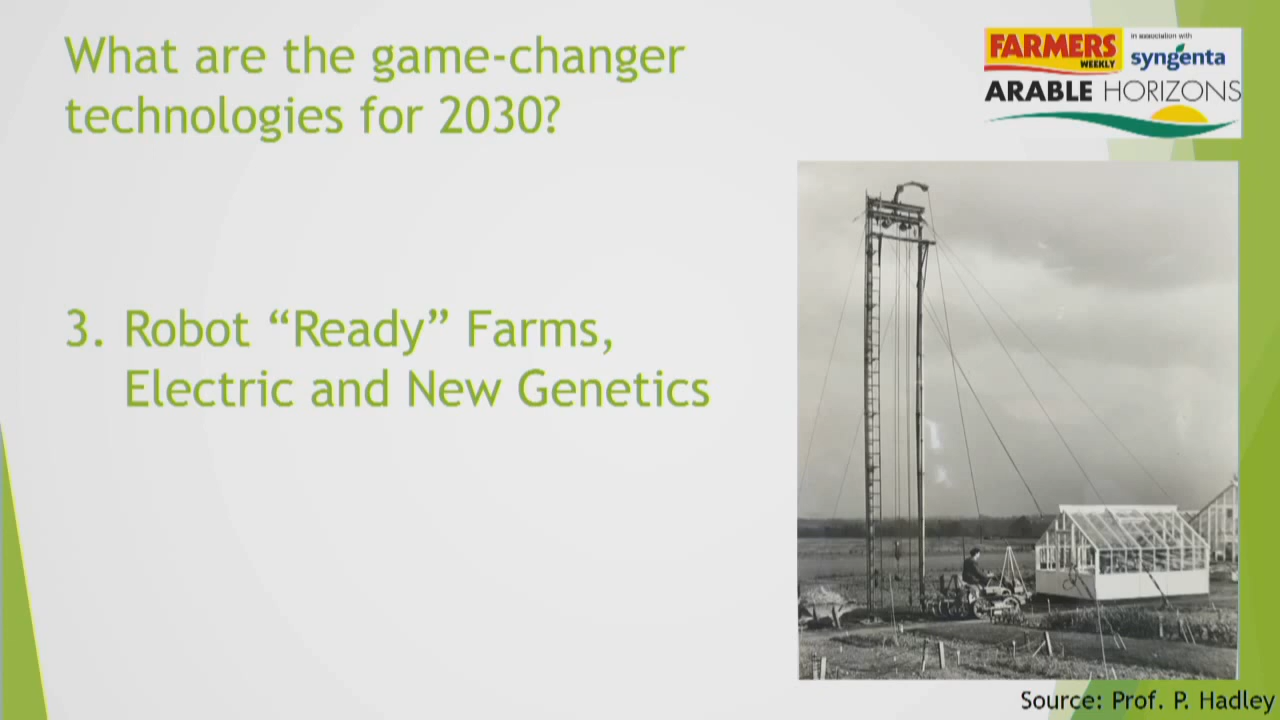 What are the game-changer
technologies for 2030?
FARMERS
WEEKLY
in association with
syngenta
ARABLE HORIZONS
3. Robot “Ready” Farms,
Electric and New Genetics
Source: Prof. P. Hadley